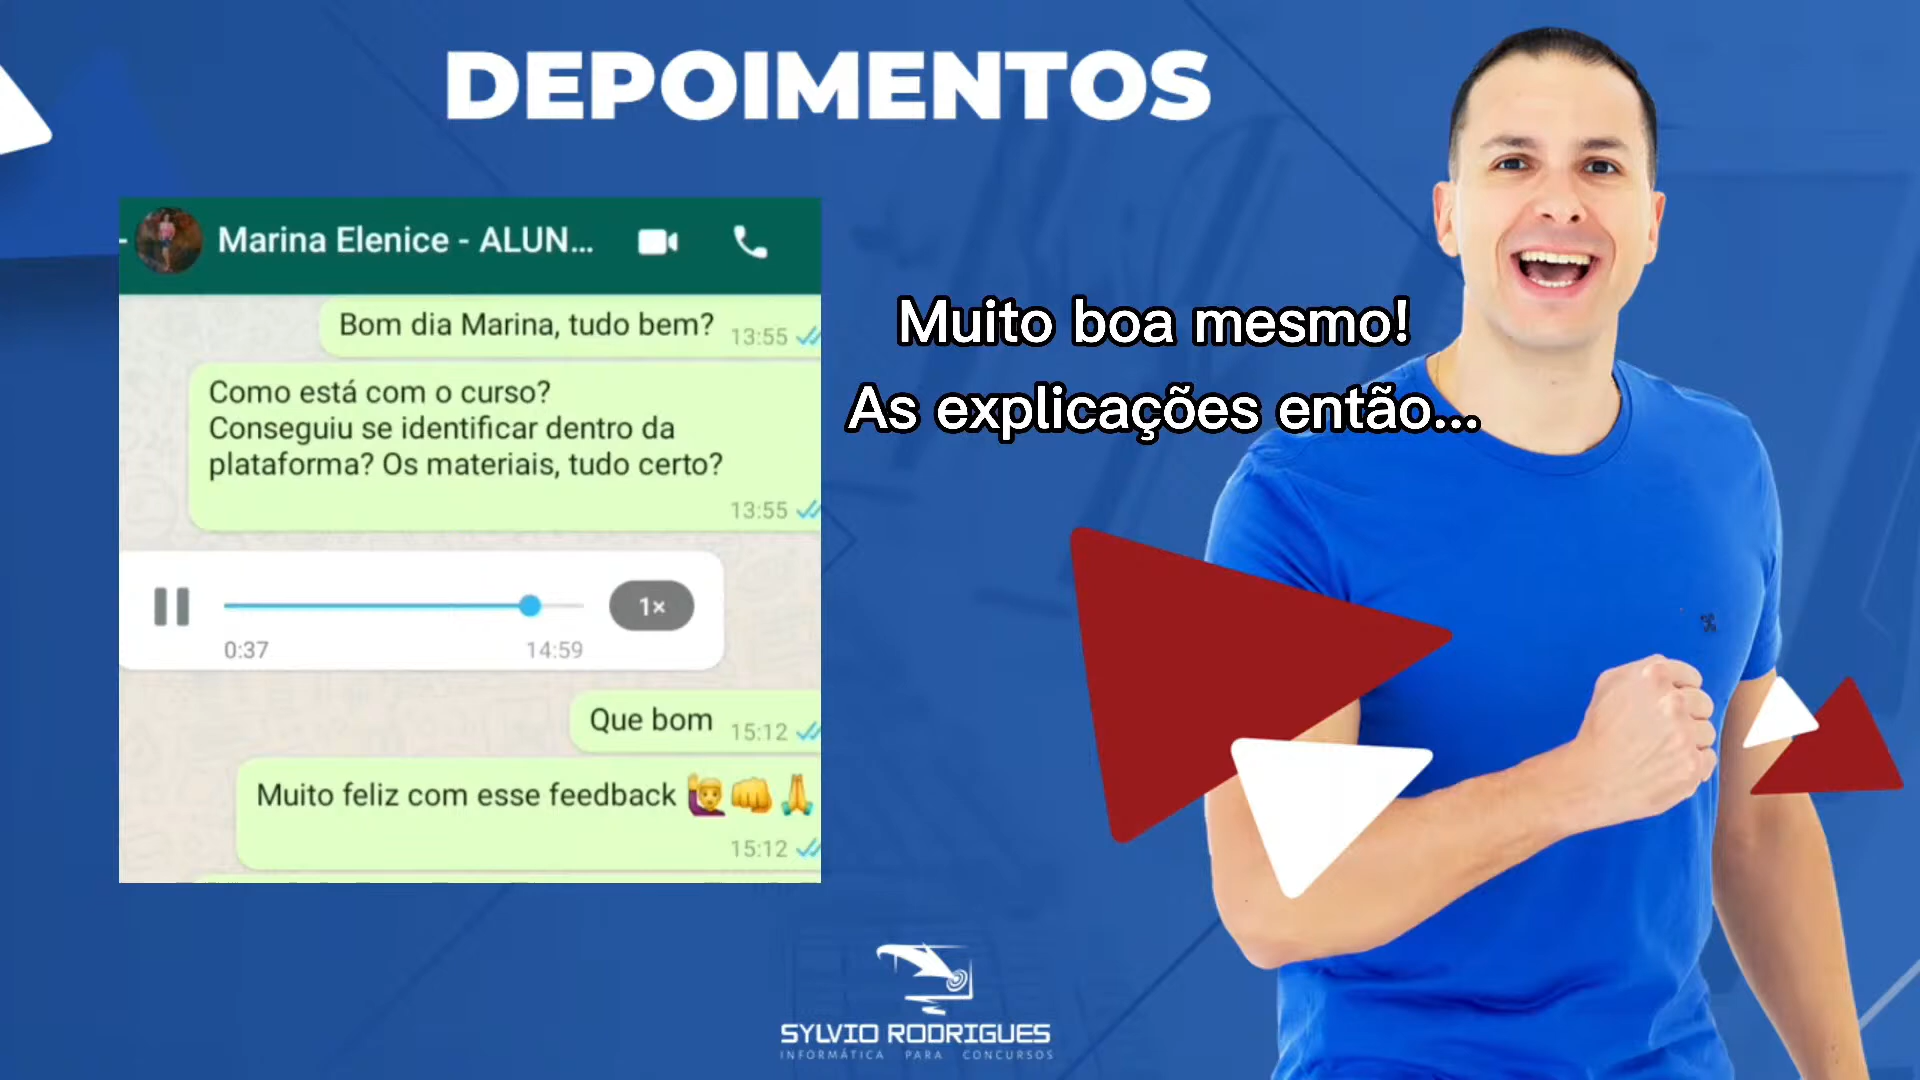 DEPOIMENTOS
Marina Elenice - ALUN...
Bom dia Marina, tudo bem?
13:55
Como está com o curso?
Conseguiu se identificar dentro da
plataforma? Os materiais, tudo certo?
13:55
1×
0:37
14:59
Que bom
15:12
Muito feliz com esse feedback 🙋👊🙏
15:12
Muito boa mesmo!
As explicações então...
SYLVIO RODRIGUES
INFORMÁTICA PARA CONCURSOS